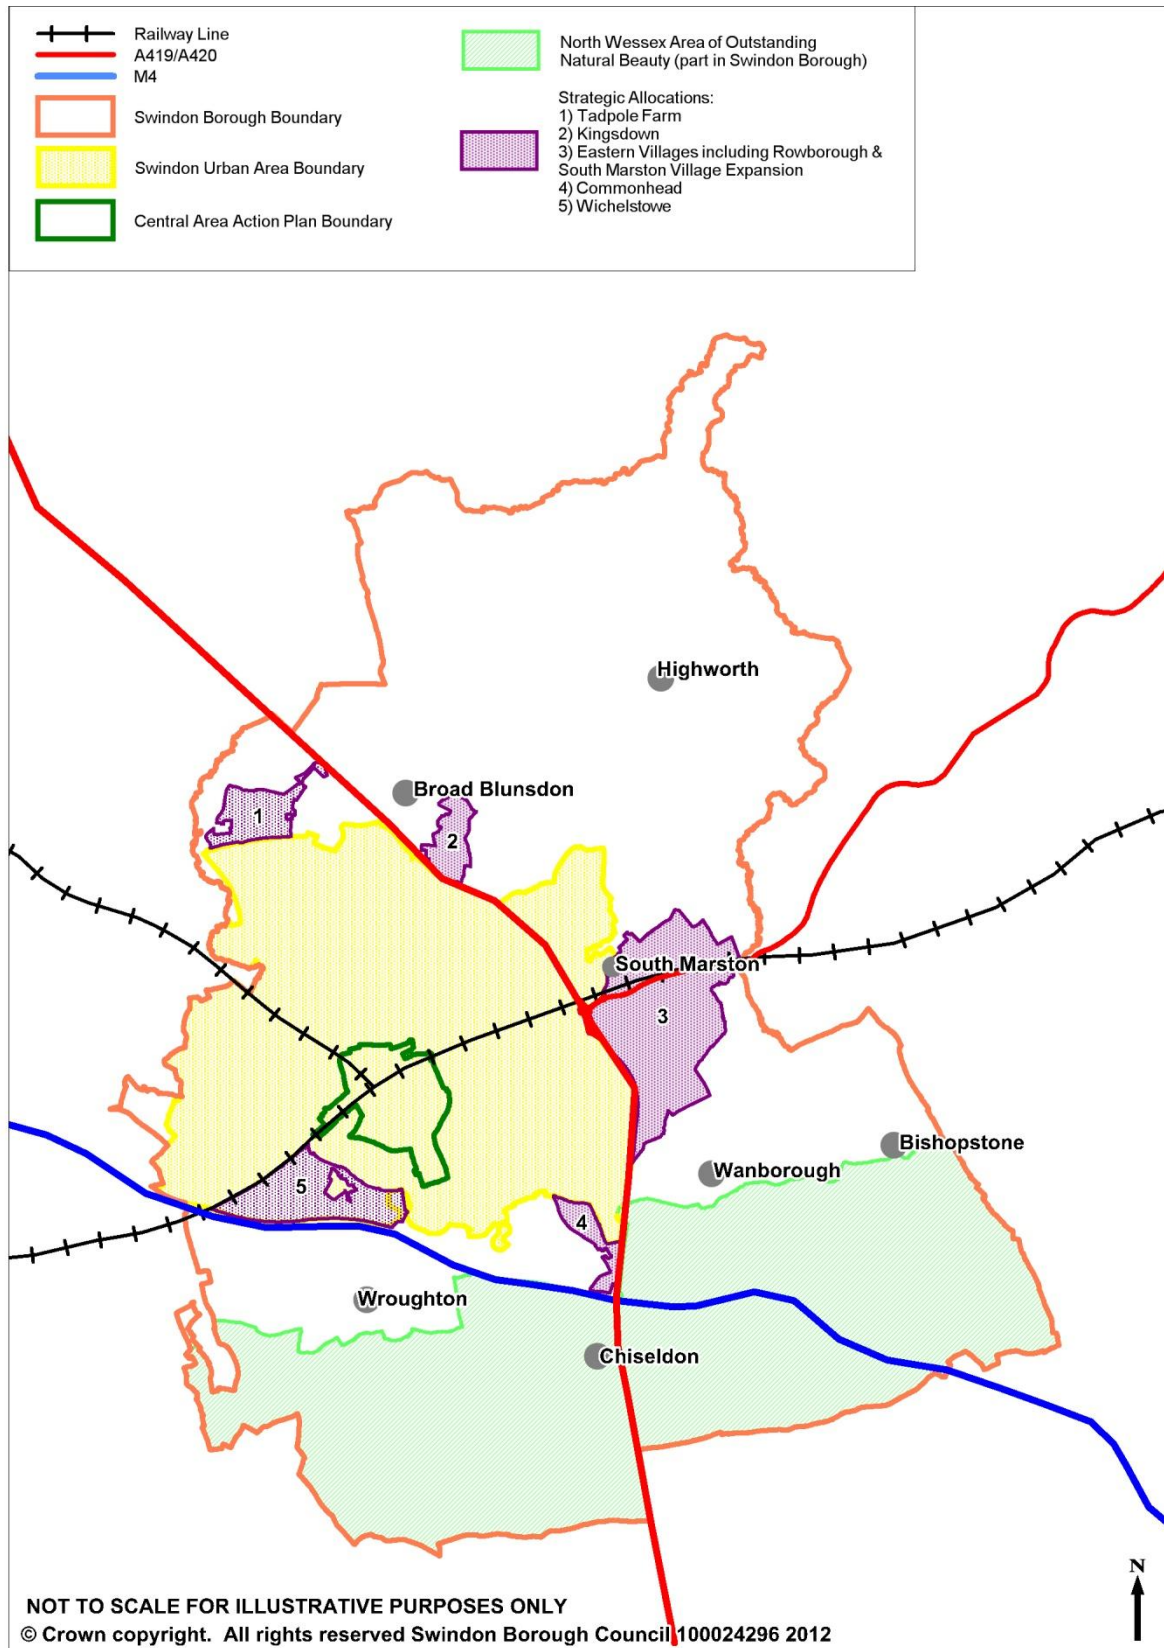 Railway Line
A419/A420
M4
Swindon Borough Boundary
Swindon Urban Area Boundary
Central Area Action Plan Boundary
North Wessex Area of Outstanding
Natural Beauty (part in Swindon Borough)
Strategic Allocations:
1) Tadpole Farm
2) Kingsdown
3) Eastern Villages including Rowborough &
South Marston Village Expansion
4) Commonhead
5) Wichelstowe
Highworth
Broad Blunsdon
1
2
South Marston
3
Bishopstone
Wanborough
5
4
Wroughton
Chiseldon
N
NOT TO SCALE FOR ILLUSTRATIVE PURPOSES ONLY
© Crown copyright. All rights reserved Swindon Borough Council 100024296 2012